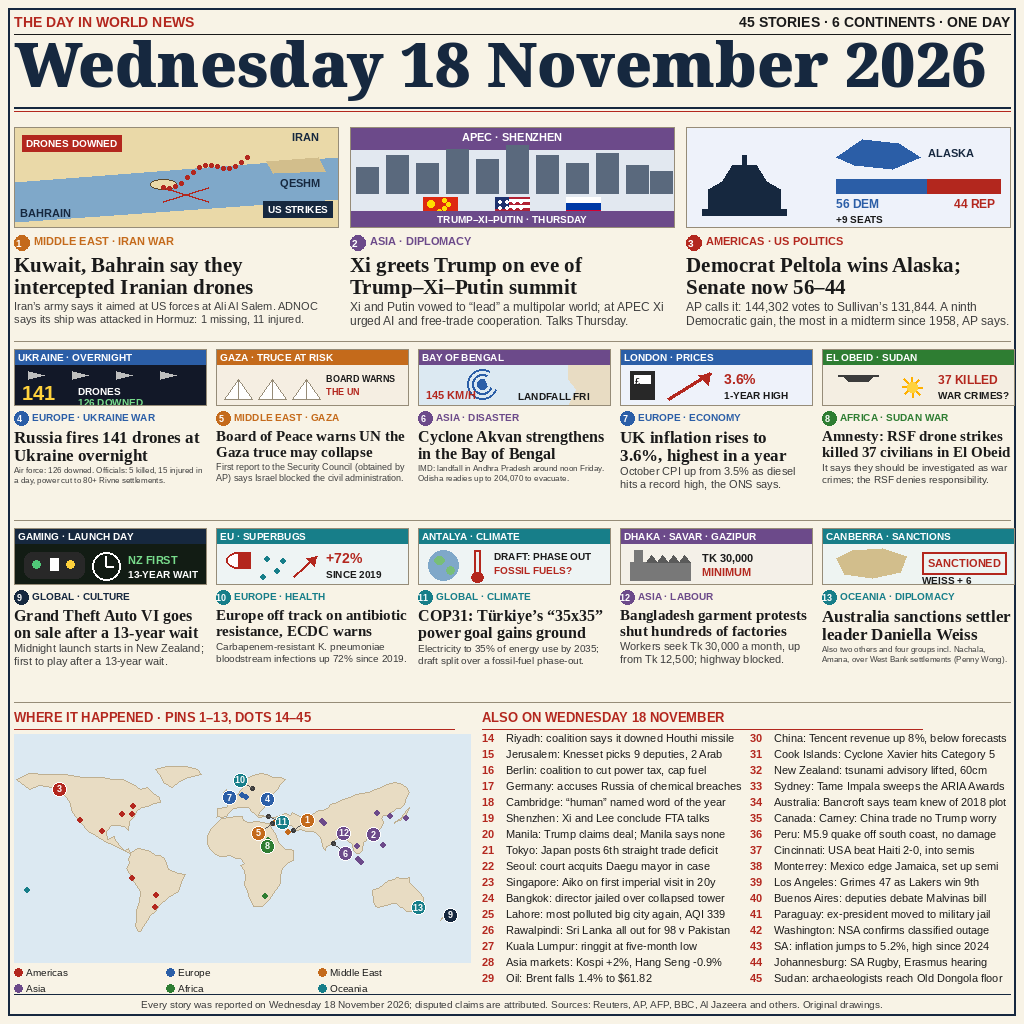 THE DAY IN WORLD NEWS
45 STORIES · 6 CONTINENTS · ONE DAY
Wednesday 18 November 2026
DRONES DOWNED
IRAN
QESHM
BAHRAIN
US STRIKES
1 MIDDLE EAST · IRAN WAR
Kuwait, Bahrain say they
intercepted Iranian drones
Iran's army says it aimed at US forces at Ali Al Salem. ADNOC
says its ship was attacked in Hormuz: 1 missing, 11 injured.
APEC · SHENZHEN
TRUMP–XI–PUTIN · THURSDAY
2 ASIA · DIPLOMACY
Xi greets Trump on eve of
Trump–Xi–Putin summit
Xi and Putin vowed to “lead” a multipolar world; at APEC Xi
urged AI and free-trade cooperation. Talks Thursday.
ALASKA
56 DEM
44 REP
+9 SEATS
3 AMERICAS · US POLITICS
Democrat Peltola wins Alaska;
Senate now 56–44
AP calls it: 144,302 votes to Sullivan's 131,844. A ninth
Democratic gain, the most in a midterm since 1958, AP says.
UKRAINE · OVERNIGHT
141
DRONES
126 DOWNED
4 EUROPE · UKRAINE WAR
Russia fires 141 drones at
Ukraine overnight
Air force: 126 downed. Officials: 5 killed, 15 injured in
a day, power cut to 80+ Rivne settlements.
GAZA · TRUCE AT RISK
BOARD WARNS
THE UN
5 MIDDLE EAST · GAZA
Board of Peace warns UN the
Gaza truce may collapse
First report to the Security Council (obtained by
AP) says Israel blocked the civil administration.
BAY OF BENGAL
145 KM/H
LANDFALL FRI
6 ASIA · DISASTER
Cyclone Akvan strengthens
in the Bay of Bengal
IMD: landfall in Andhra Pradesh around noon Friday.
Odisha readies up to 204,070 to evacuate.
LONDON · PRICES
£
3.6%
1-YEAR HIGH
7 EUROPE · ECONOMY
UK inflation rises to
3.6%, highest in a year
October CPI up from 3.5% as diesel
hits a record high, the ONS says.
EL OBEID · SUDAN
37 KILLED
WAR CRIMES?
8 AFRICA · SUDAN WAR
Amnesty: RSF drone strikes
killed 37 civilians in El Obeid
It says they should be investigated as war
crimes; the RSF denies responsibility.
GAMING · LAUNCH DAY
NZ FIRST
13-YEAR WAIT
9 GLOBAL · CULTURE
Grand Theft Auto VI goes
on sale after a 13-year wait
Midnight launch starts in New Zealand;
first to play after a 13-year wait.
EU · SUPERBUGS
+72%
SINCE 2019
10 EUROPE · HEALTH
Europe off track on antibiotic
resistance, ECDC warns
Carbapenem-resistant K. pneumoniae
bloodstream infections up 72% since 2019.
ANTALYA · CLIMATE
DRAFT: PHASE OUT
FOSSIL FUELS?
11 GLOBAL · CLIMATE
COP31: Türkiye's “35x35”
power goal gains ground
Electricity to 35% of energy use by 2035;
draft split over a fossil-fuel phase-out.
DHAKA · SAVAR · GAZIPUR
TK 30,000
MINIMUM
12 ASIA · LABOUR
Bangladesh garment protests
shut hundreds of factories
Workers seek Tk 30,000 a month, up
from Tk 12,500; highway blocked.
CANBERRA · SANCTIONS
SANCTIONED
WEISS + 6
13 OCEANIA · DIPLOMACY
Australia sanctions settler
leader Daniella Weiss
Also two others and four groups incl. Nachala,
Amana, over West Bank settlements (Penny Wong).
WHERE IT HAPPENED · PINS 1–13, DOTS 14–45
3
10
7
4
5
11
1
8
12
2
6
13
9
Americas
Europe
Middle East
Asia
Africa
Oceania
ALSO ON WEDNESDAY 18 NOVEMBER
14 Riyadh: coalition says it downed Houthi missile
15 Jerusalem: Knesset picks 9 deputies, 2 Arab
16 Berlin: coalition to cut power tax, cap fuel
17 Germany: accuses Russia of chemical breaches
18 Cambridge: “human” named word of the year
19 Shenzhen: Xi and Lee conclude FTA talks
20 Manila: Trump claims deal; Manila says none
21 Tokyo: Japan posts 6th straight trade deficit
22 Seoul: court acquits Daegu mayor in case
23 Singapore: Aiko on first imperial visit in 20y
24 Bangkok: director jailed over collapsed tower
25 Lahore: most polluted big city again, AQI 339
26 Rawalpindi: Sri Lanka all out for 98 v Pakistan
27 Kuala Lumpur: ringgit at five-month low
28 Asia markets: Kospi +2%, Hang Seng -0.9%
29 Oil: Brent falls 1.4% to $61.82
30 China: Tencent revenue up 8%, below forecasts
31 Cook Islands: Cyclone Xavier hits Category 5
32 New Zealand: tsunami advisory lifted, 60cm
33 Sydney: Tame Impala sweeps the ARIA Awards
34 Australia: Bancroft says team knew of 2018 plot
35 Canada: Carney: China trade no Trump worry
36 Peru: M5.9 quake off south coast, no damage
37 Cincinnati: USA beat Haiti 2-0, into semis
38 Monterrey: Mexico edge Jamaica, set up semi
39 Los Angeles: Grimes 47 as Lakers win 9th
40 Buenos Aires: deputies debate Malvinas bill
41 Paraguay: ex-president moved to military jail
42 Washington: NSA confirms classified outage
43 SA: inflation jumps to 5.2%, high since 2024
44 Johannesburg: SA Rugby, Erasmus hearing
45 Sudan: archaeologists reach Old Dongola floor
Every story was reported on Wednesday 18 November 2026; disputed claims are attributed. Sources: Reuters, AP, AFP, BBC, Al Jazeera and others. Original drawings.